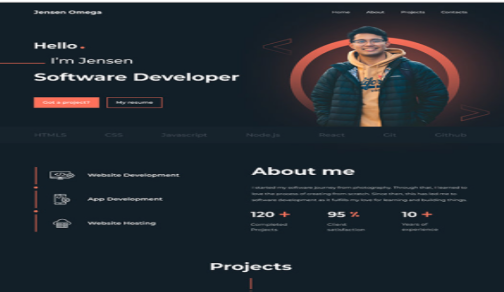 Jensen Omega
Home About Projects Contacts
Hello.
I'm Jensen
Software Developer
Got a project? My resume
HTML5 CSS Javascript Node.js React Git Github
Website Development
App Development
Website Hosting
About me
I started my software journey from photography. Through that, I learned to
love the process of creating from scratch. Since then, this has led me to
software development as it fulfills my love for learning and building things.
120 + 95 % 10 +
Completed Client Years of
Projects satisfaction experience
Projects